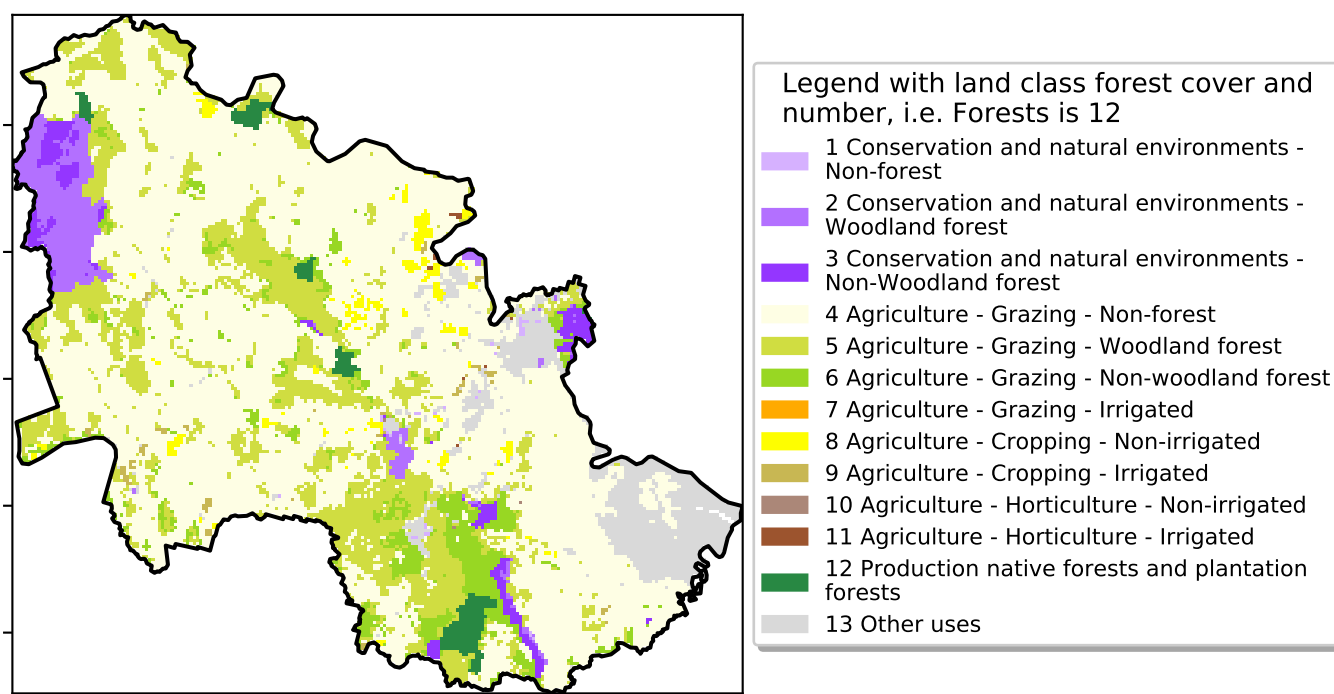 Legend with land class forest cover and
number, i.e. Forests is 12
1 Conservation and natural environments -
Non-forest
2 Conservation and natural environments -
Woodland forest
3 Conservation and natural environments -
Non-Woodland forest
4 Agriculture - Grazing - Non-forest
5 Agriculture - Grazing - Woodland forest
6 Agriculture - Grazing - Non-woodland forest
7 Agriculture - Grazing - Irrigated
8 Agriculture - Cropping - Non-irrigated
9 Agriculture - Cropping - Irrigated
10 Agriculture - Horticulture - Non-irrigated
11 Agriculture - Horticulture - Irrigated
12 Production native forests and plantation
forests
13 Other uses